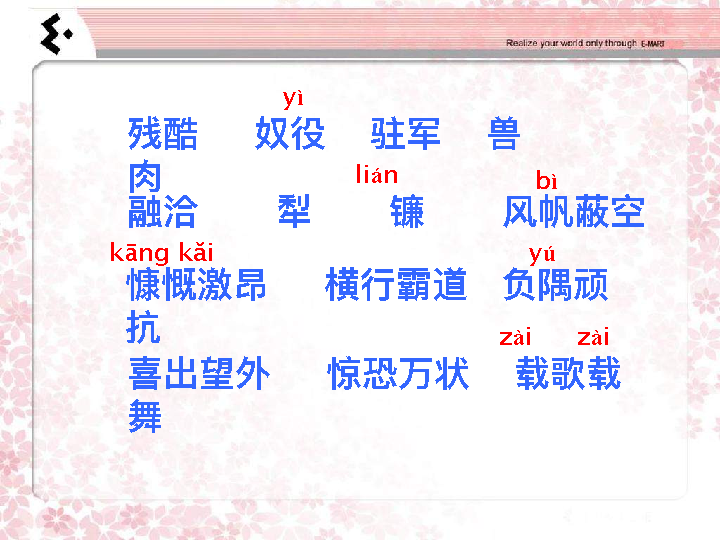 Realize your world only through E-MART
yì
残酷 奴役 驻军 兽
肉
lián bì
融洽 犁 镰 风帆蔽空
kāng kǎi yú
慷慨激昂 横行霸道 负隅顽
抗
zài zài
喜出望外 惊恐万状 载歌载
舞